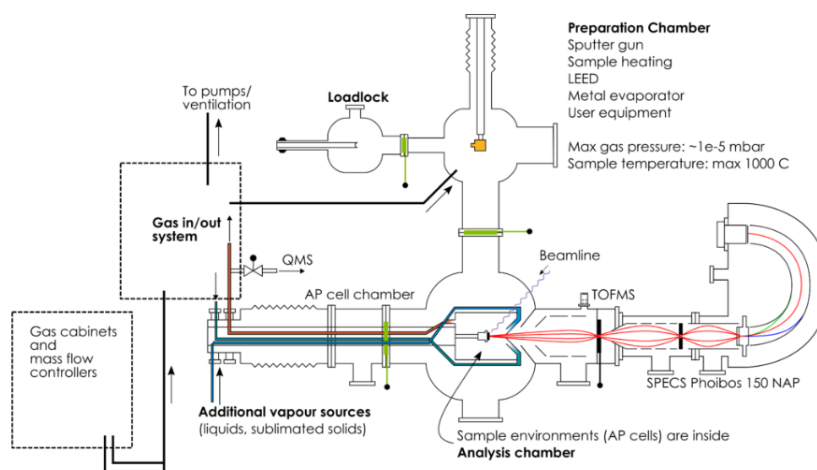 Preparation Chamber
Sputter gun
Sample heating
LEED
Metal evaporator
User equipment
Max gas pressure: ~1e-5 mbar
Sample temperature: max 1000 C
To pumps/
ventilation
Loadlock
Gas in/out
system
QMS
AP cell chamber
Beamline
TOFMS
Gas cabinets
and
mass flow
controllers
SPECS Phoibos 150 NAP
Additional vapour sources
(liquids, sublimated solids)
Sample environments (AP cells) are inside
Analysis chamber